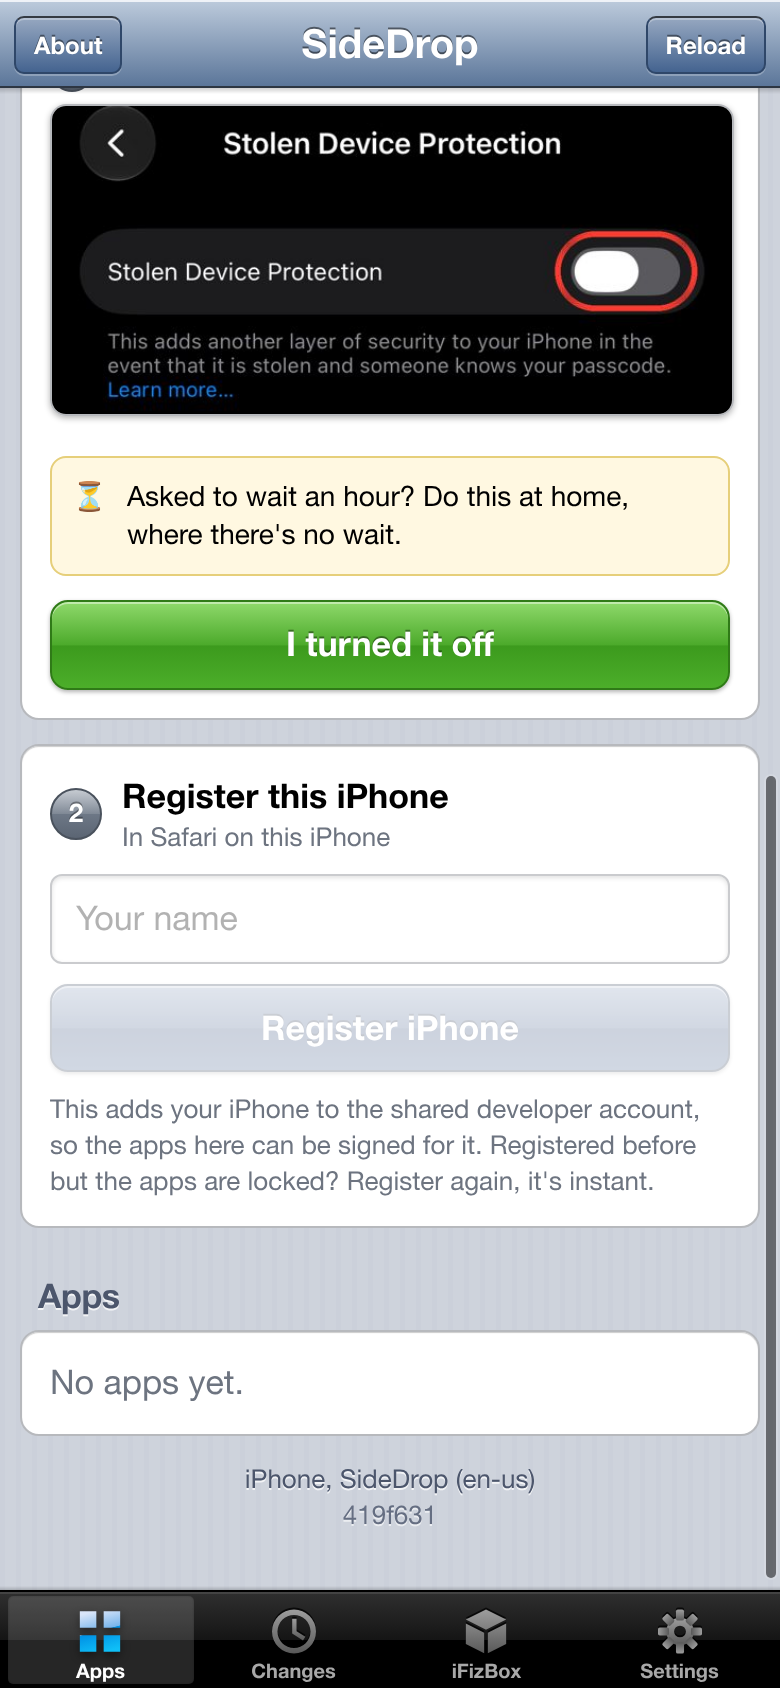 About
SideDrop
Reload
Stolen Device Protection
Stolen Device Protection
This adds another layer of security to your iPhone in the
event that it is stolen and someone knows your passcode.
Learn more...
Asked to wait an hour? Do this at home,
where there's no wait.
I turned it off
2
Register this iPhone
In Safari on this iPhone
Your name
Register iPhone
This adds your iPhone to the shared developer account,
so the apps here can be signed for it. Registered before
but the apps are locked? Register again, it's instant.
Apps
No apps yet.
iPhone, SideDrop (en-us)
419f631
Apps
Changes
iFizBox
Settings